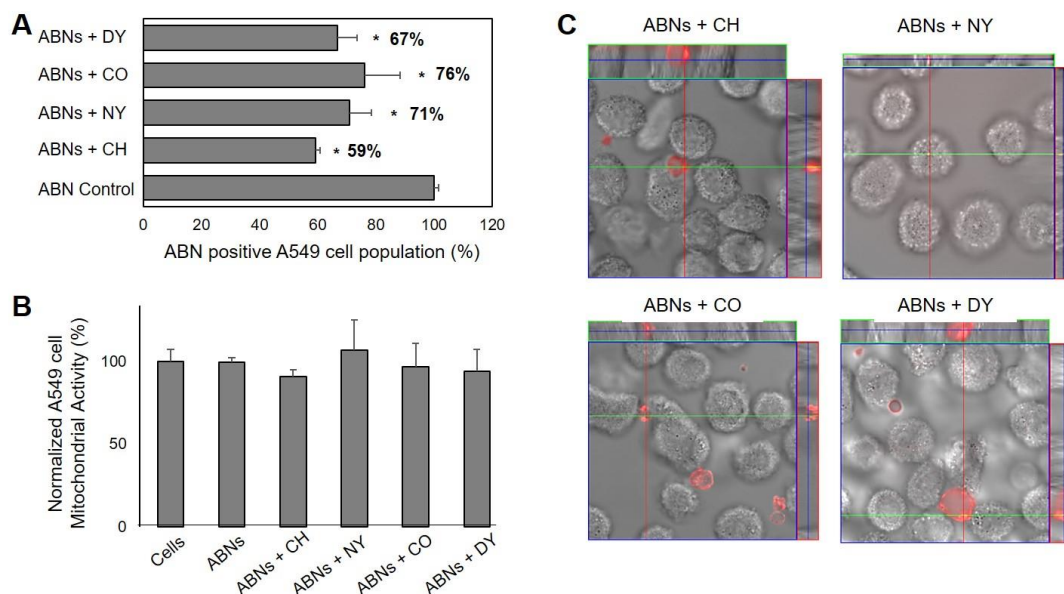 A
ABNs + DY
* 67%
ABNs + CO
* 76%
ABNs + NY
* 71%
ABNs + CH
* 59%
ABN Control
0 20 40 60 80 100 120
ABN positive A549 cell population (%)
B
Normalized A549 cell
Mitochondrial Activity (%)
100
50
0
Cells
ABNs
ABNs + CH
ABNs + NY
ABNs + CO
ABNs + DY
C
ABNs + CH
ABNs + NY
ABNs + CO
ABNs + DY